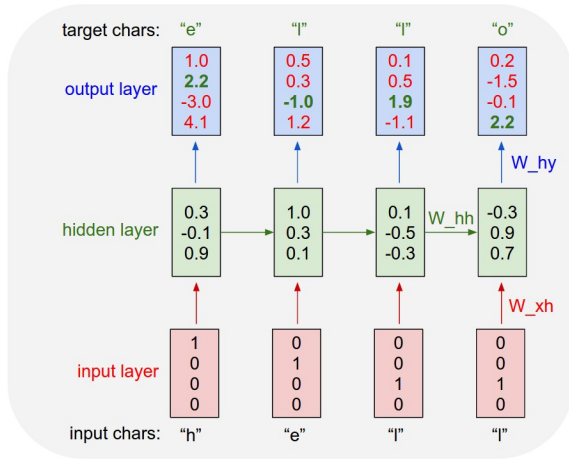 target chars: “e” “l” “l” “o”
output layer
1.0 0.5 0.1 0.2
2.2 0.3 0.5 -1.5
-3.0 -1.0 1.9 -0.1
4.1 1.2 -1.1 2.2
W_hy
hidden layer
0.3 1.0 0.1 -0.3
-0.1 0.3 -0.5 0.9
0.9 0.1 -0.3 0.7
W_hh
W_xh
input layer
1 0 0 0
0 1 0 0
0 0 1 1
0 0 0 0
input chars: “h” “e” “l” “l”